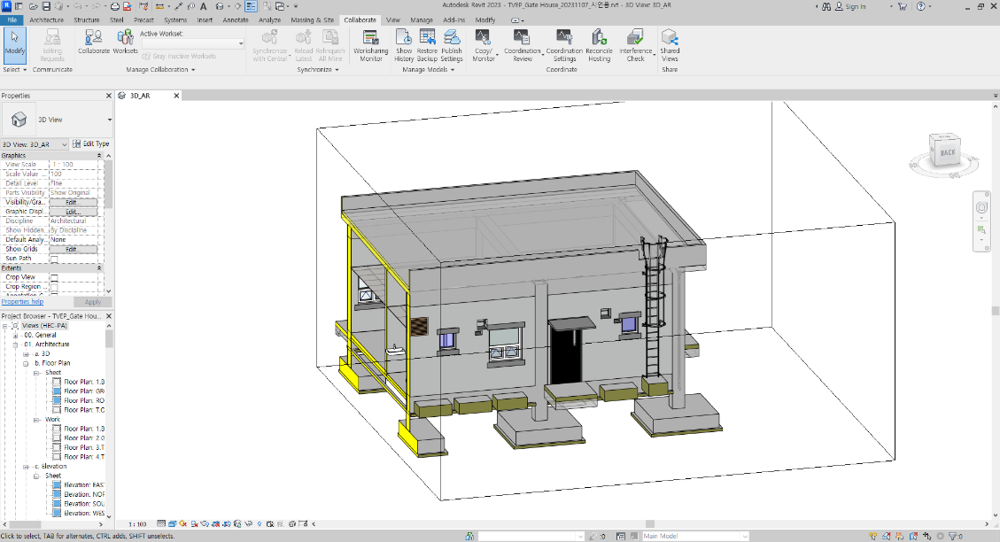 Autodesk Revit 2023 - TVEP_Gate House_20231107_시연용.rvt - 3D View: 3D_AR
Sign In
File Architecture Structure Steel Precast Systems Insert Annotate Analyze Massing & Site Collaborate View Manage Add-Ins Modify
Modify
Editing Requests
Collaborate
Worksets
Active Workset:
Gray Inactive Worksets
Synchronize with Central
Reload Latest
Relinquish All Mine
Worksharing Monitor
Show History
Restore Backup
Publish Settings
Copy/ Monitor
Coordination Review
Coordination Settings
Reconcile Hosting
Interference Check
Shared Views
Select Communicate Manage Collaboration Synchronize Manage Models Coordinate Share
Properties
3D_AR
3D View
3D View: 3D_AR
Edit Type
Graphics
View Scale 1 : 100
Scale Value ... 100
Detail Level Fine
Parts Visibility Show Original
Visibility/Gra... Edit...
Graphic Displ... Edit...
Discipline Architectural
Show Hidden... By Discipline
Default Analy... None
Show Grids Edit...
Sun Path
Extents
Crop View
Crop Region ...
Properties help
Apply
Project Browser - TVEP_Gate Hou...
Views (HEC-PA)
00. General
01. Architecture
a. 3D
b. Floor Plan
Sheet
Floor Plan: 1.B
Floor Plan: GR
Floor Plan: RO
Floor Plan: T.O
Work
Floor Plan: 1.B
Floor Plan: 2.G
Floor Plan: 3.T
Floor Plan: 4.T
c. Elevation
Sheet
Elevation: EAST
Elevation: NOP
Elevation: SOU
Elevation: WES
BACK
1 : 100
Click to select, TAB for alternates, CTRL adds, SHIFT unselects.
:0
Main Model
:0